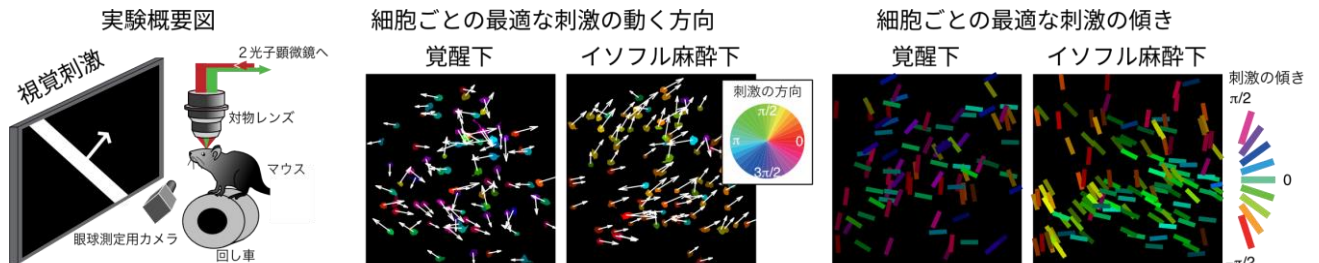 実験概要図
視覚刺激
2光子顕微鏡へ
対物レンズ
マウス
眼球測定用カメラ
回し車
細胞ごとの最適な刺激の動く方向
覚醒下
イソフル麻酔下
刺激の方向
π/2
π
0
3π/2
細胞ごとの最適な刺激の傾き
覚醒下
イソフル麻酔下
刺激の傾き
π/2
0
-π/2